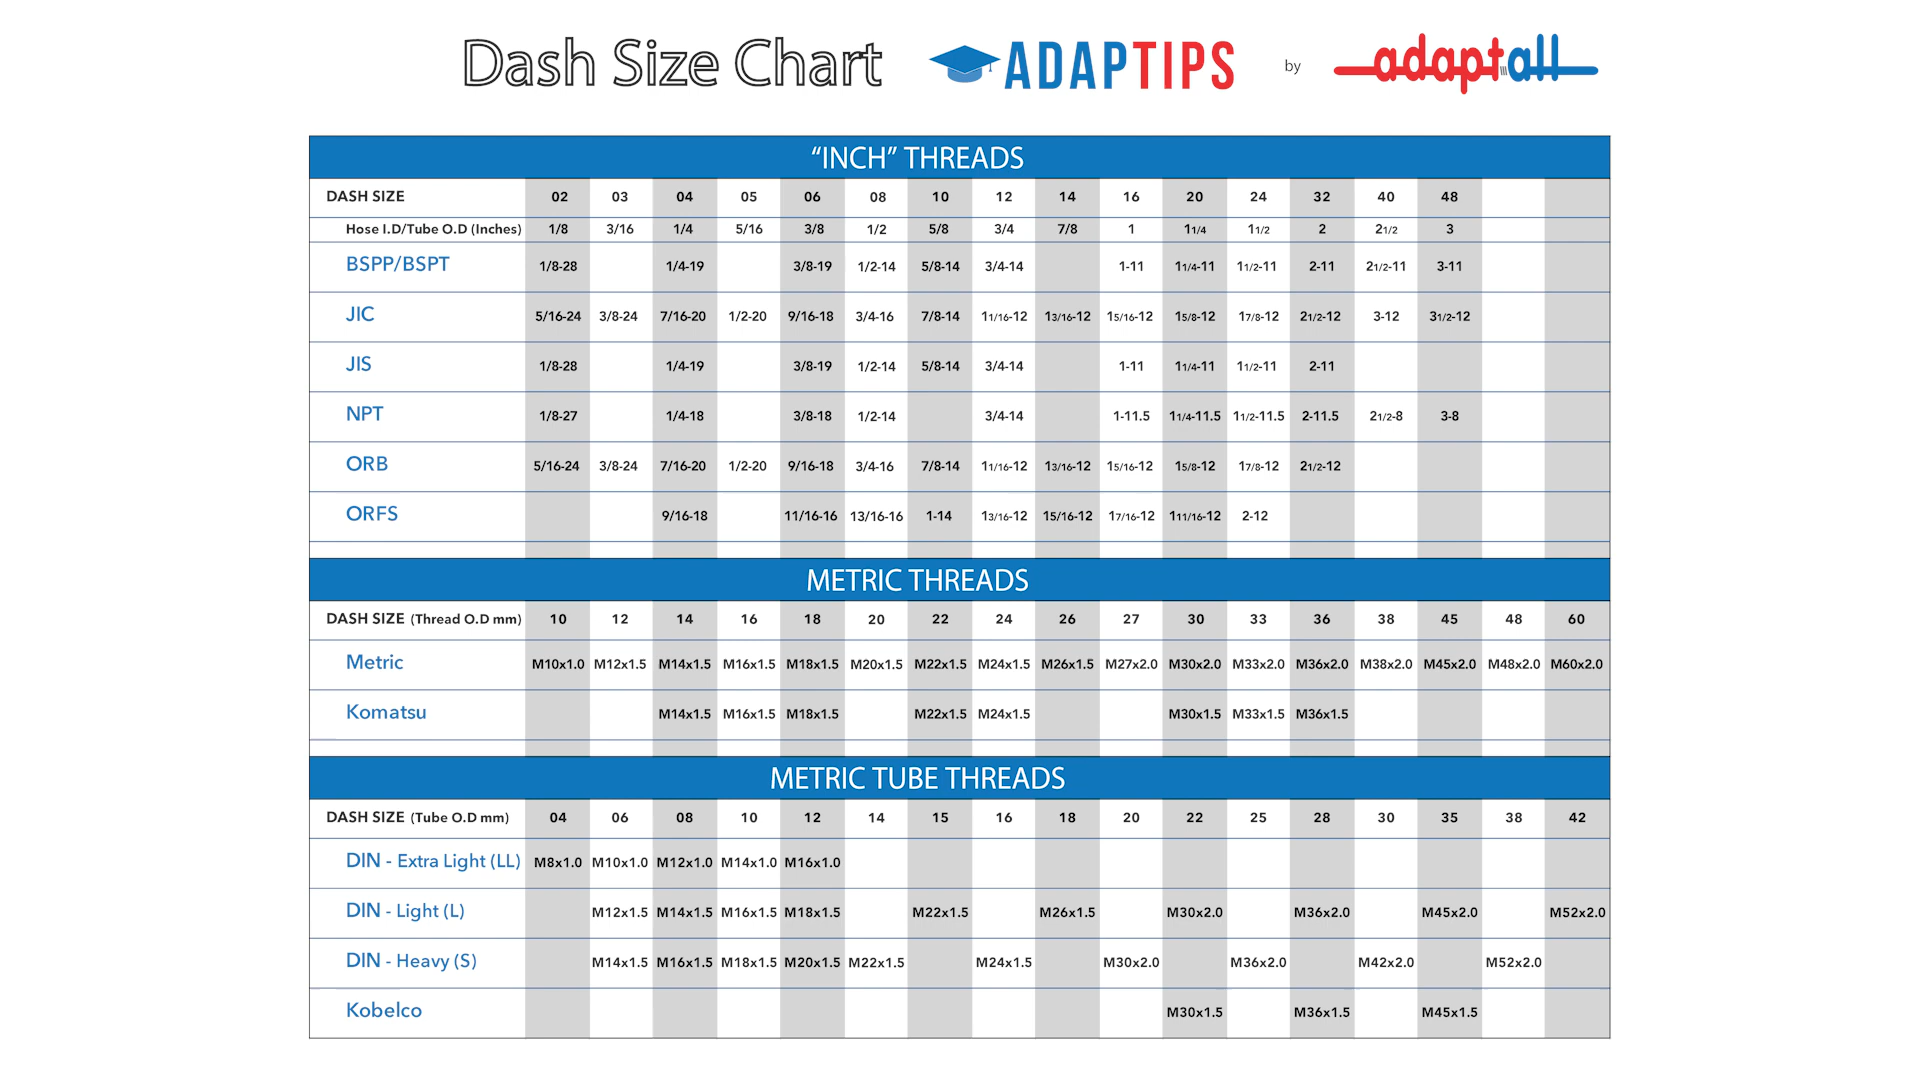 Dash Size Chart ADAPTIPS by adaptall
“INCH” THREADS
DASH SIZE 02 03 04 05 06 08 10 12 14 16 20 24 32 40 48
Hose I.D/Tube O.D (Inches) 1/8 3/16 1/4 5/16 3/8 1/2 5/8 3/4 7/8 1 11/4 11/2 2 21/2 3
BSPP/BSPT 1/8-28 1/4-19 3/8-19 1/2-14 5/8-14 3/4-14 1-11 11/4-11 11/2-11 2-11 21/2-11 3-11
JIC 5/16-24 3/8-24 7/16-20 1/2-20 9/16-18 3/4-16 7/8-14 11/16-12 13/16-12 15/16-12 15/8-12 17/8-12 21/2-12 3-12 31/2-12
JIS 1/8-28 1/4-19 3/8-19 1/2-14 5/8-14 3/4-14 1-11 11/4-11 11/2-11 2-11
NPT 1/8-27 1/4-18 3/8-18 1/2-14 3/4-14 1-11.5 11/4-11.5 11/2-11.5 2-11.5 21/2-8 3-8
ORB 5/16-24 3/8-24 7/16-20 1/2-20 9/16-18 3/4-16 7/8-14 11/16-12 13/16-12 15/16-12 15/8-12 17/8-12 21/2-12
ORFS 9/16-18 11/16-16 13/16-16 1-14 13/16-12 15/16-12 17/16-12 111/16-12 2-12
METRIC THREADS
DASH SIZE (Thread O.D mm) 10 12 14 16 18 20 22 24 26 27 30 33 36 38 45 48 60
Metric M10x1.0 M12x1.5 M14x1.5 M16x1.5 M18x1.5 M20x1.5 M22x1.5 M24x1.5 M26x1.5 M27x2.0 M30x2.0 M33x2.0 M36x2.0 M38x2.0 M45x2.0 M48x2.0 M60x2.0
Komatsu M14x1.5 M16x1.5 M18x1.5 M22x1.5 M24x1.5 M30x1.5 M33x1.5 M36x1.5
METRIC TUBE THREADS
DASH SIZE (Tube O.D mm) 04 06 08 10 12 14 15 16 18 20 22 25 28 30 35 38 42
DIN - Extra Light (LL) M8x1.0 M10x1.0 M12x1.0 M14x1.0 M16x1.0
DIN - Light (L) M12x1.5 M14x1.5 M16x1.5 M18x1.5 M22x1.5 M26x1.5 M30x2.0 M36x2.0 M45x2.0 M52x2.0
DIN - Heavy (S) M14x1.5 M16x1.5 M18x1.5 M20x1.5 M22x1.5 M24x1.5 M30x2.0 M36x2.0 M42x2.0 M52x2.0
Kobelco M30x1.5 M36x1.5 M45x1.5